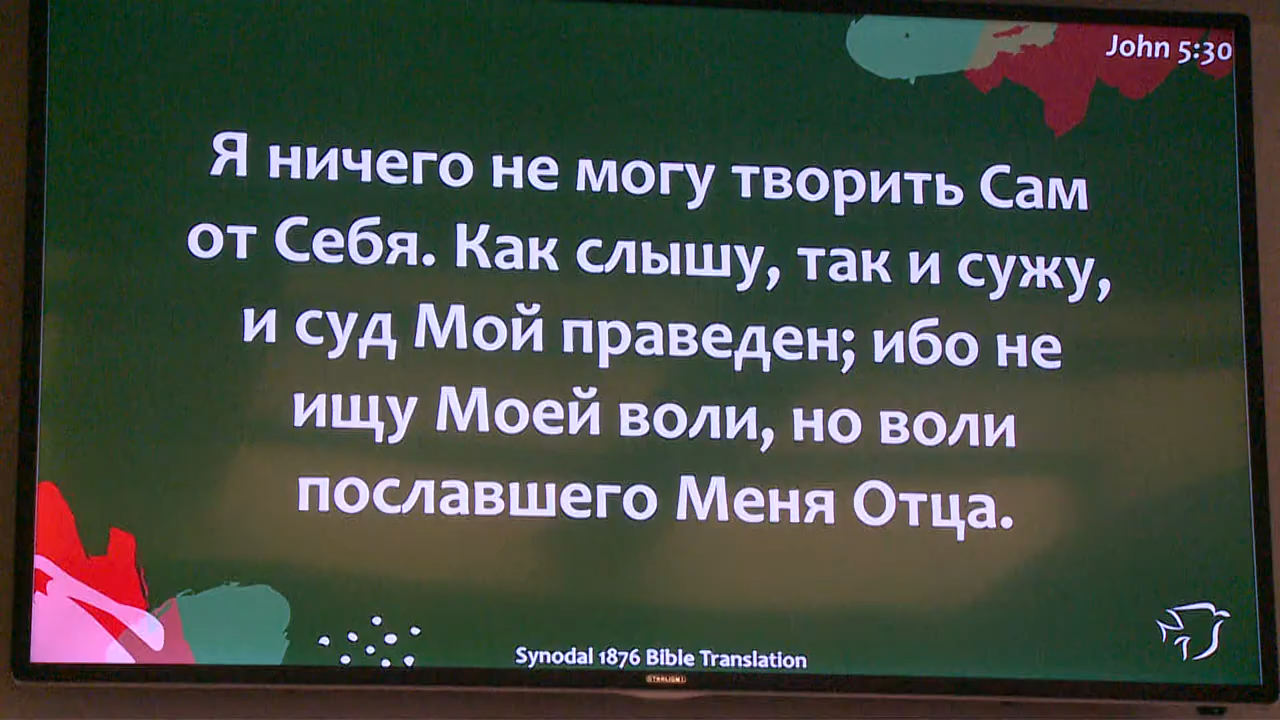 John 5:30
Я ничего не могу творить Сам
от Себя. Как слышу, так и сужу,
и суд Мой праведен; ибо не
ищу Моей воли, но воли
пославшего Меня Отца.
Synodal 1876 Bible Translation
STARLIGHT